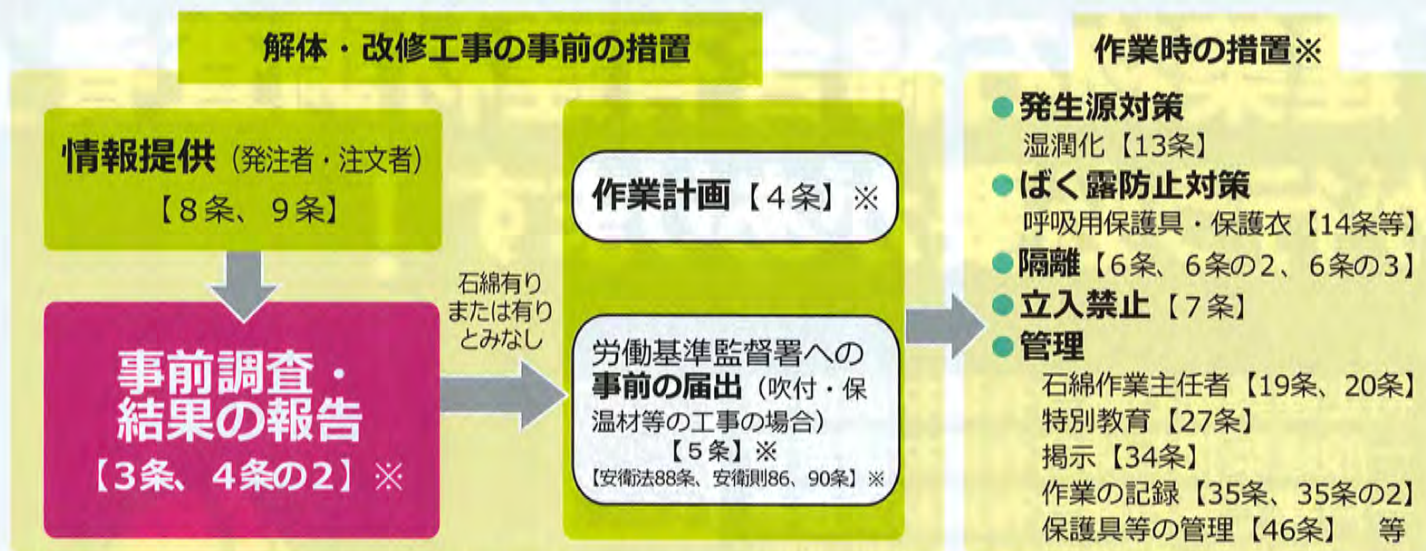 解体・改修工事の事前の措置
情報提供（発注者・注文者）
【８条、９条】
事前調査・
結果の報告
【３条、４条の２】※
石綿有り
または有り
とみなし
作業計画【４条】※
労働基準監督署への
事前の届出（吹付・保
温材等の工事の場合）
【５条】※
【安衛法88条、安衛則86、90条】※
作業時の措置※
●発生源対策
湿潤化【13条】
●ばく露防止対策
呼吸用保護具・保護衣【14条等】
●隔離【６条、６条の２、６条の３】
●立入禁止【７条】
●管理
石綿作業主任者【19条、20条】
特別教育【27条】
掲示【34条】
作業の記録【35条、35条の２】
保護具等の管理【46条】　等